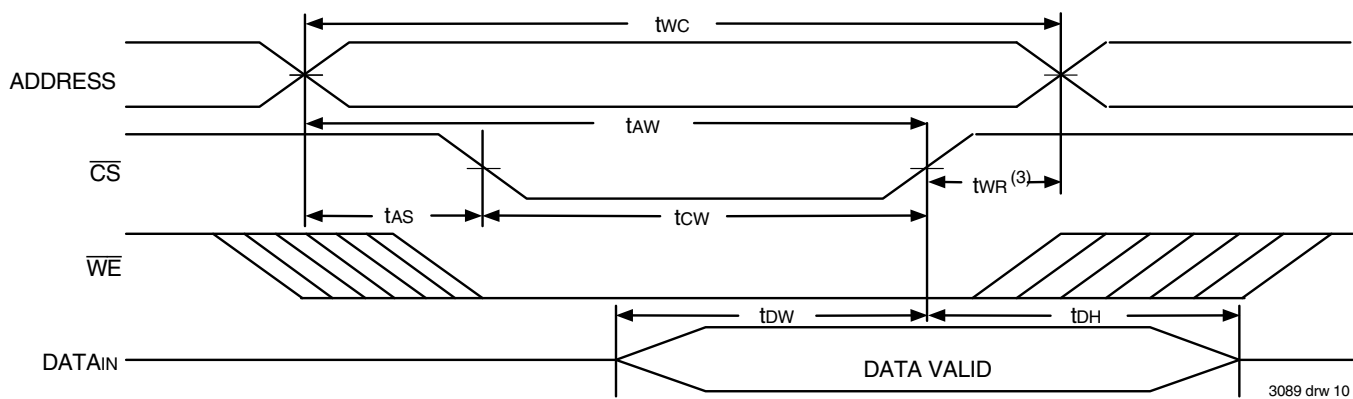 tWC
ADDRESS
tAW
CS
tWR (3)
tAS
tCW
WE
tDW
tDH
DATAIN
DATA VALID
3089 drw 10